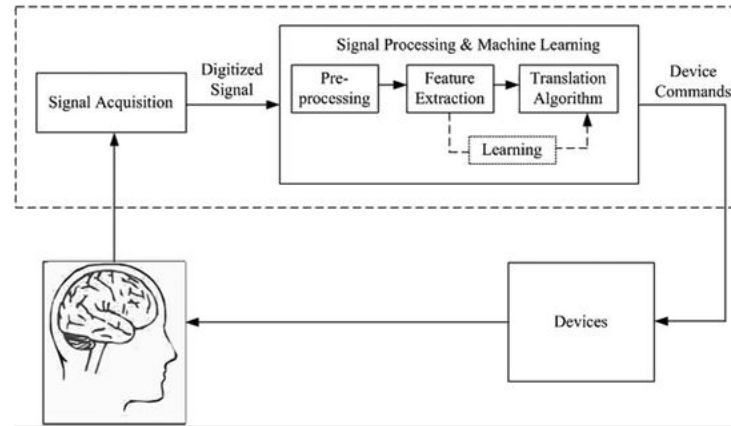 Signal Processing & Machine Learning
Signal Acquisition
Digitized
Signal
Pre-
processing
Feature
Extraction
Translation
Algorithm
Learning
Device
Commands
Devices